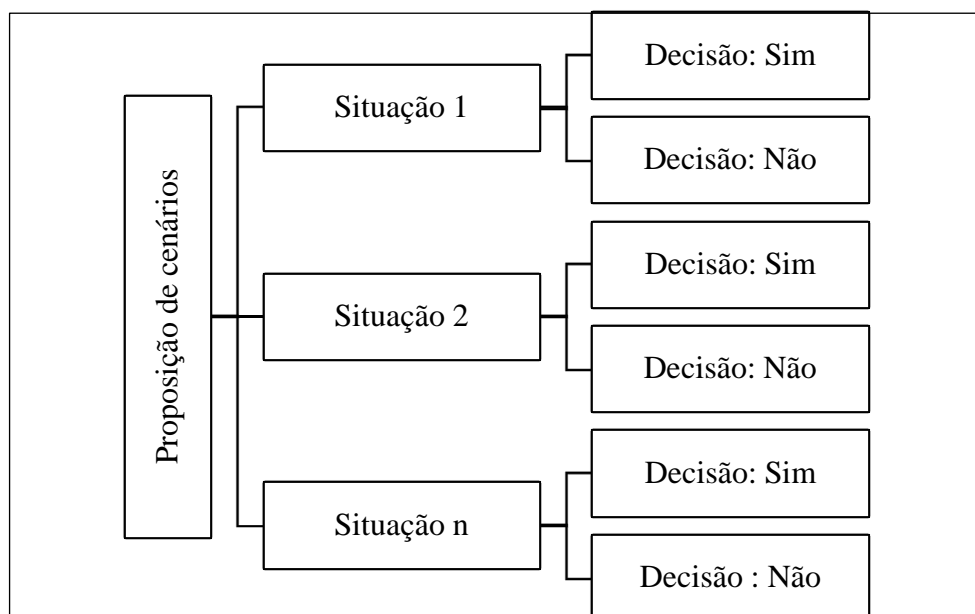 Proposição de cenários
Situação 1
Decisão: Sim
Decisão: Não
Situação 2
Decisão: Sim
Decisão: Não
Situação n
Decisão: Sim
Decisão : Não